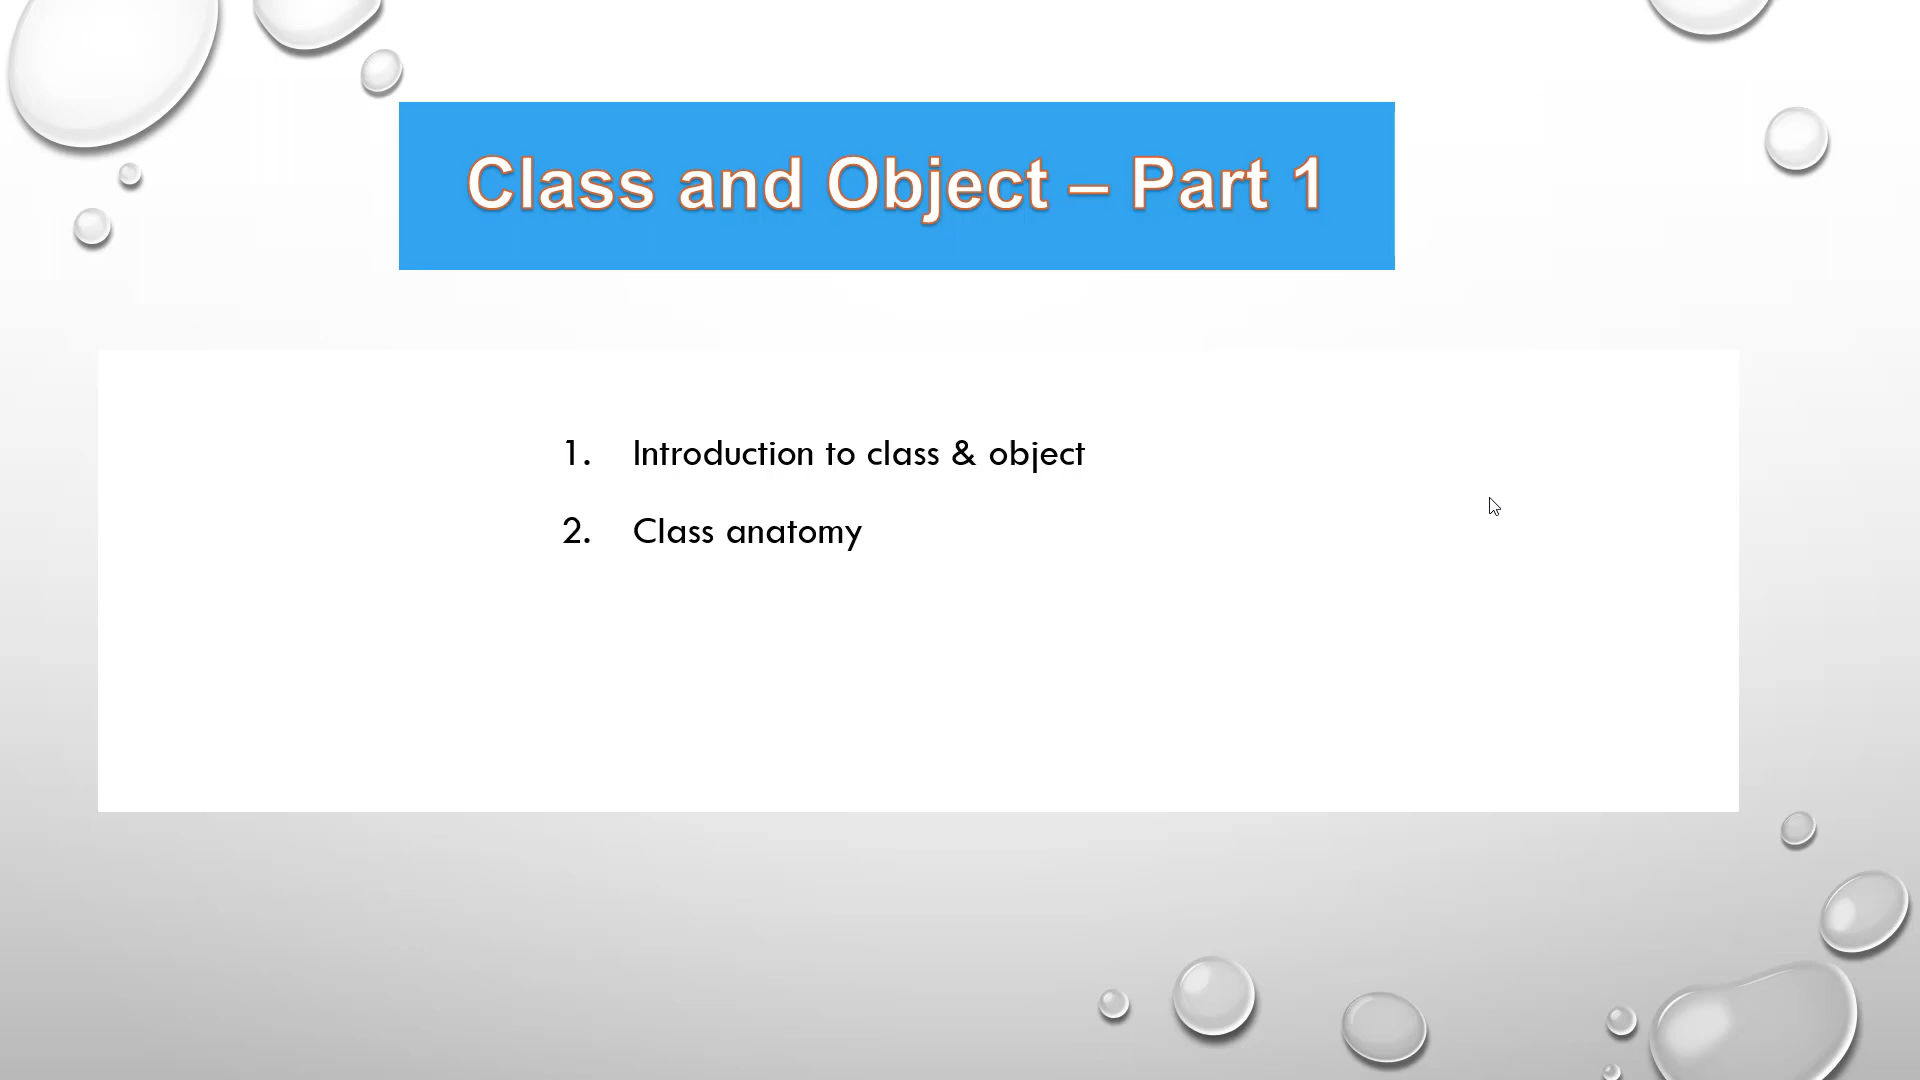 Class and Object – Part 1
1. Introduction to class & object
2. Class anatomy